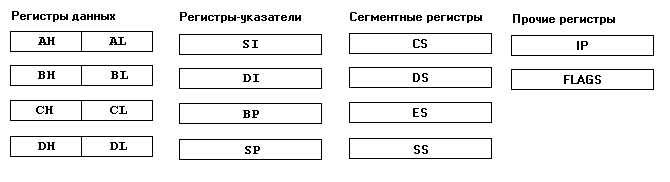 Регистры данных Регистры-указатели Сегментные регистры Прочие регистры
AH AL SI CS IP
BH BL DI DS FLAGS
CH CL BP ES
DH DL SP SS